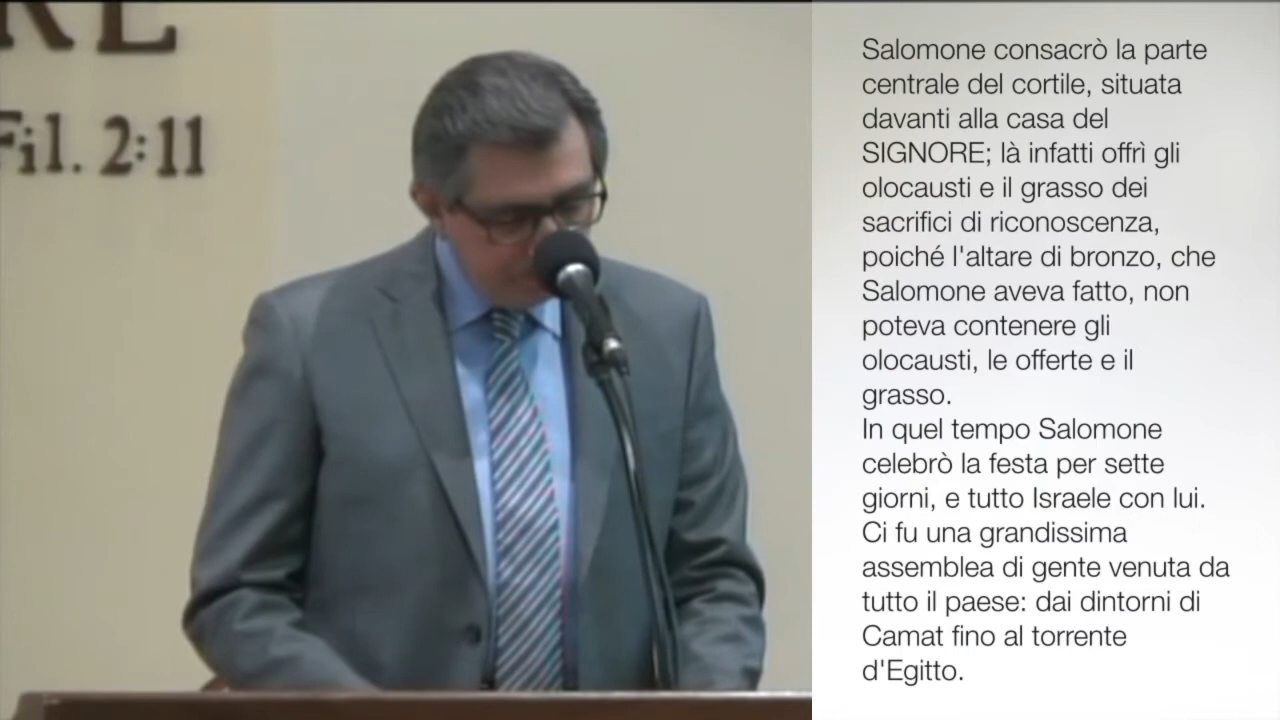 RE
Fil. 2:11
Salomone consacrò la parte
centrale del cortile, situata
davanti alla casa del
SIGNORE; là infatti offrì gli
olocausti e il grasso dei
sacrifici di riconoscenza,
poiché l'altare di bronzo, che
Salomone aveva fatto, non
poteva contenere gli
olocausti, le offerte e il
grasso.
In quel tempo Salomone
celebrò la festa per sette
giorni, e tutto Israele con lui.
Ci fu una grandissima
assemblea di gente venuta da
tutto il paese: dai dintorni di
Camat fino al torrente
d'Egitto.